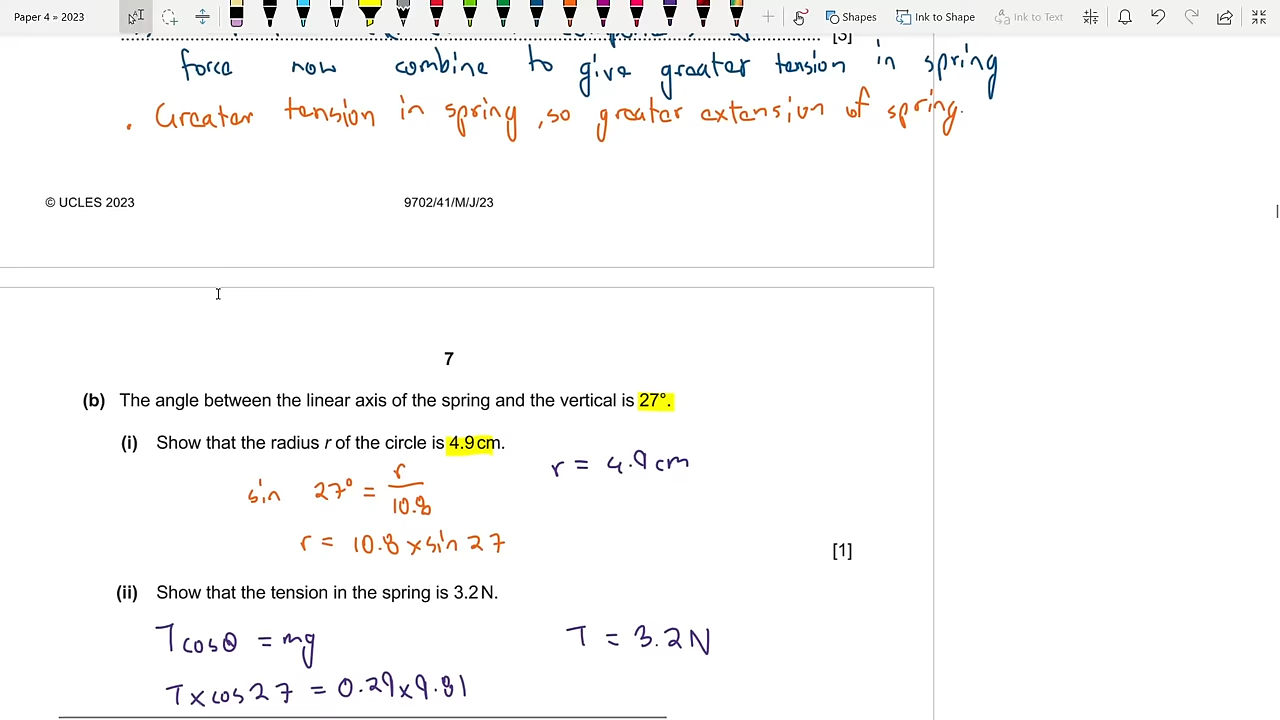 Paper 4 » 2023
Shapes
Ink to Shape
Ink to Text
[3]
force now combine to give greater tension in spring
. Greater tension in spring, so greater extension of spring.
© UCLES 2023
9702/41/M/J/23
7
(b) The angle between the linear axis of the spring and the vertical is 27°.
(i) Show that the radius r of the circle is 4.9 cm.
r = 4.9 cm
sin 27° = r / 10.8
r = 10.8 × sin 27
[1]
(ii) Show that the tension in the spring is 3.2 N.
T cos θ = mg
T = 3.2 N
T × cos 27 = 0.29 × 9.81